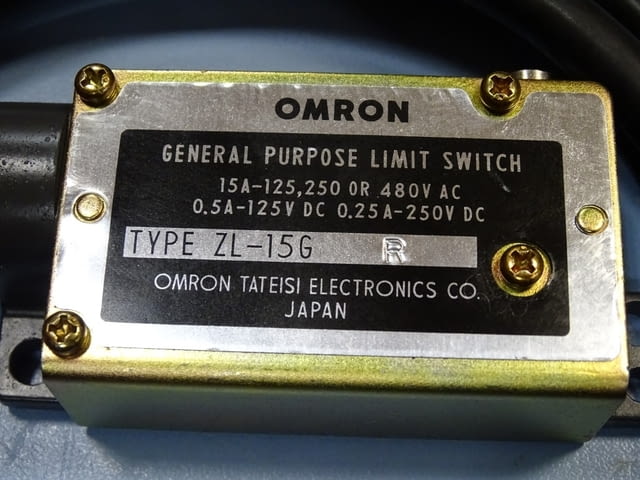 OMRON
GENERAL PURPOSE LIMIT SWITCH
15A-125,250 OR 480V AC
0.5A-125V DC 0.25A-250V DC
TYPE ZL-15G R
OMRON TATEISI ELECTRONICS CO.
JAPAN